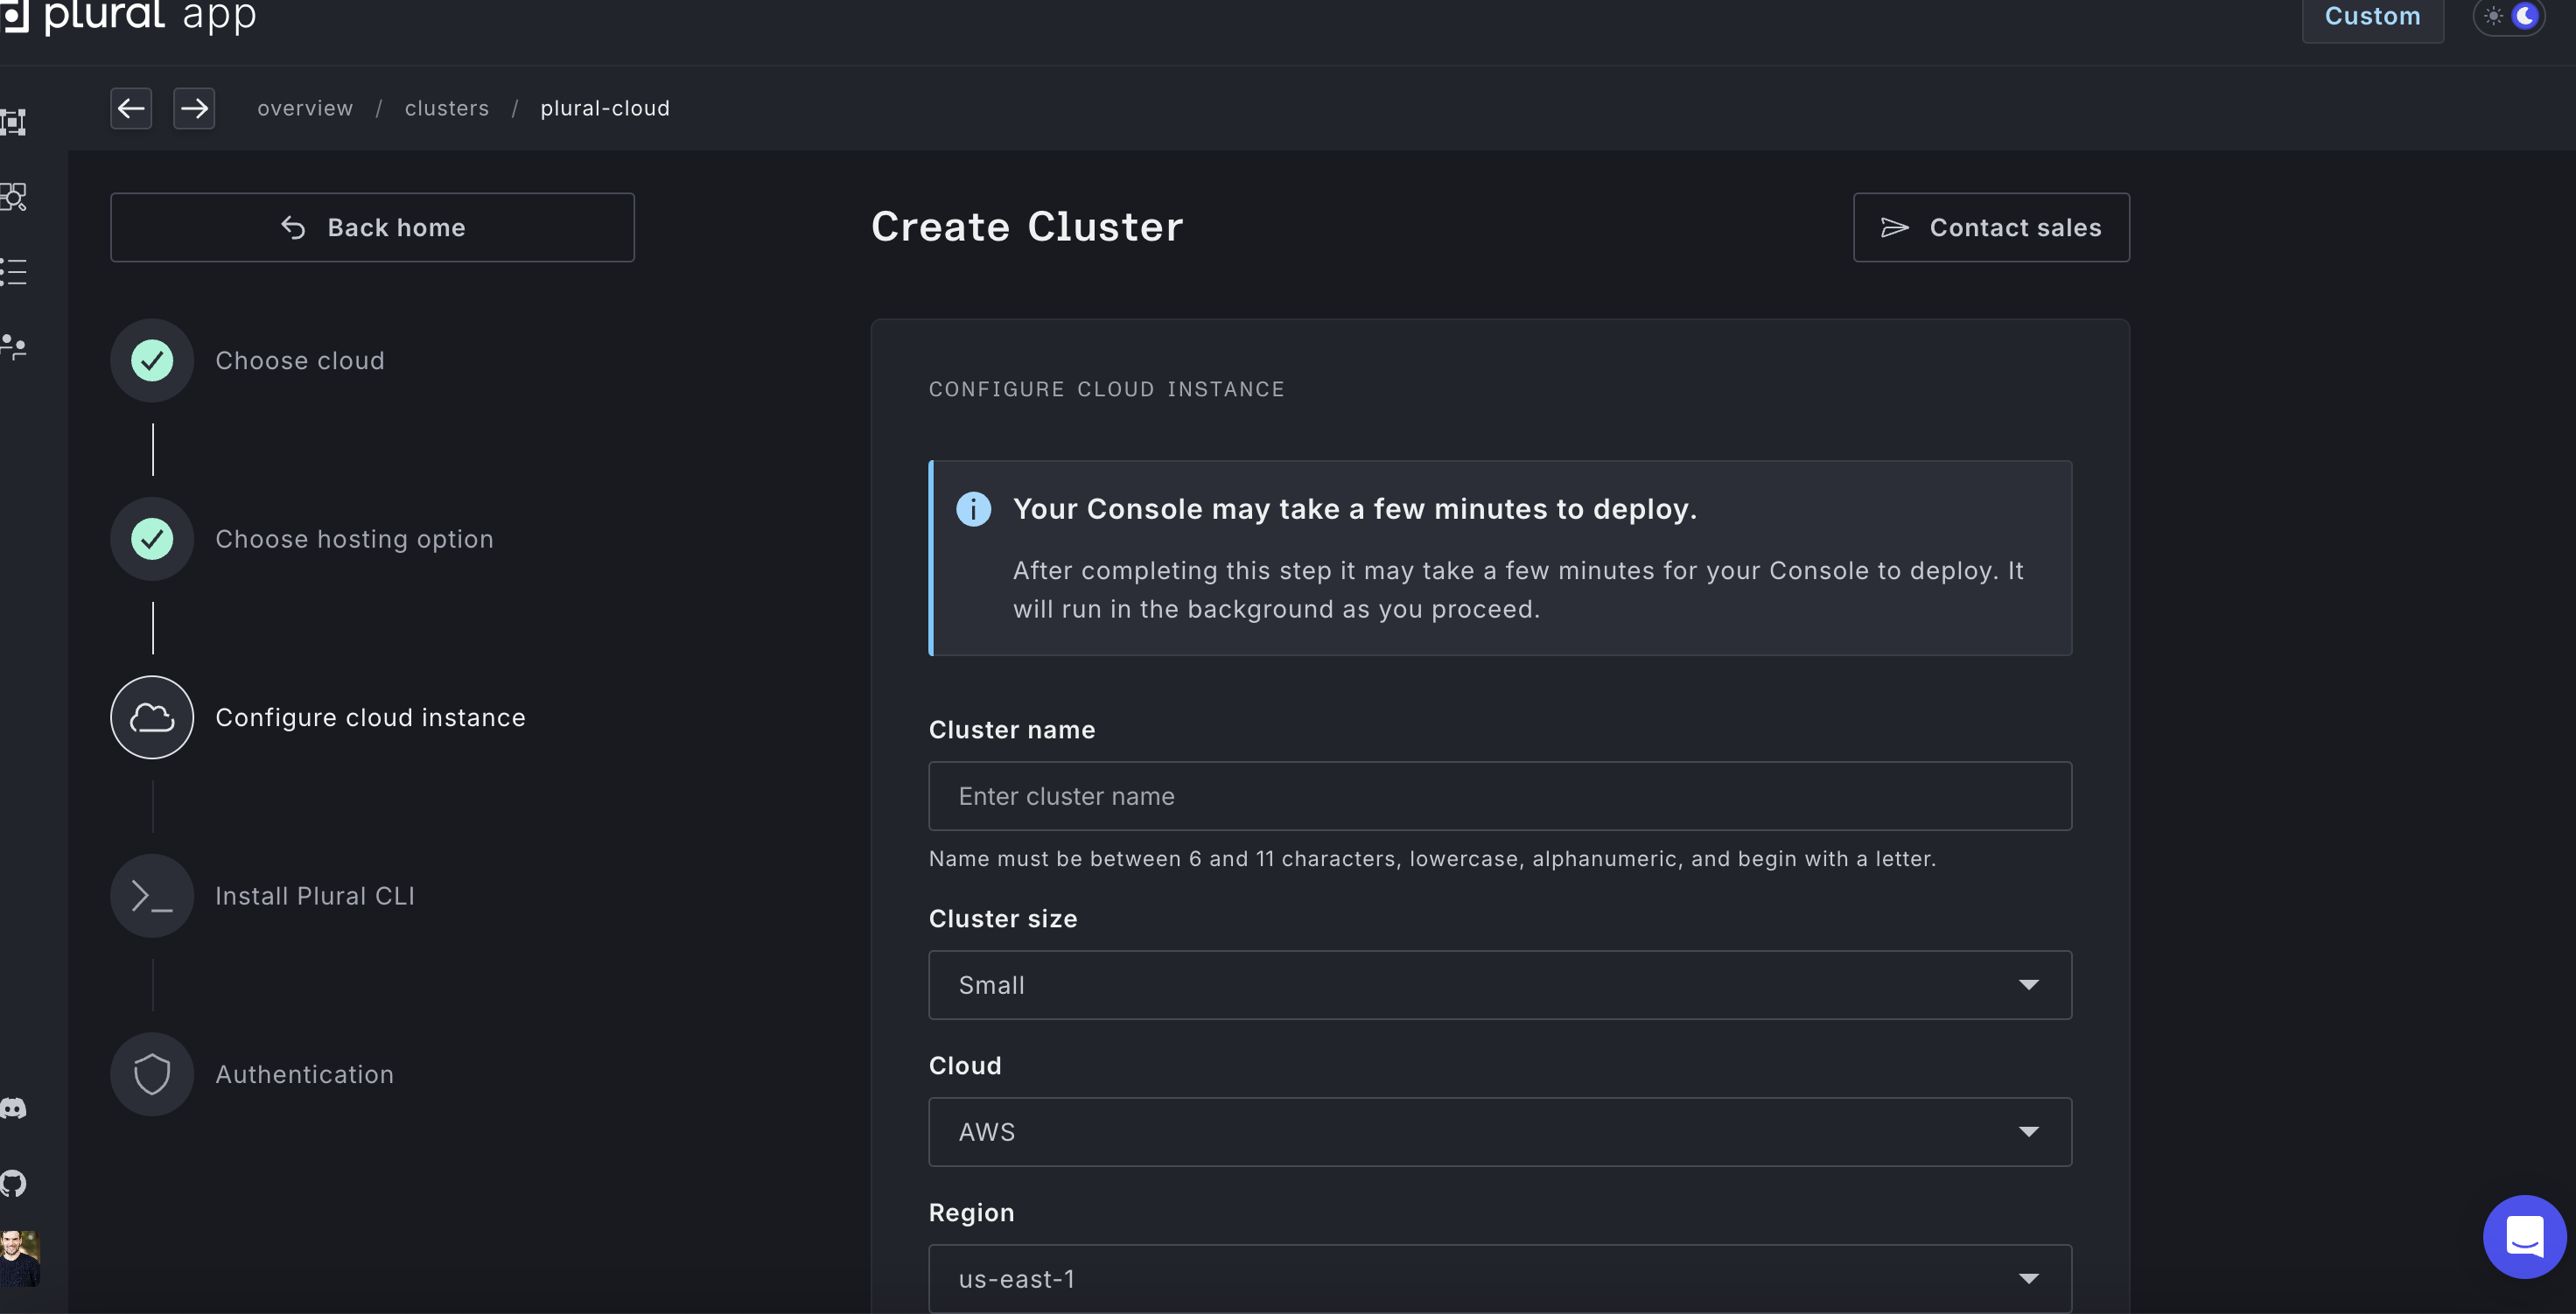 plural app
Custom
overview / clusters / plural-cloud
Back home
Create Cluster
Contact sales
Choose cloud
Choose hosting option
Configure cloud instance
Install Plural CLI
Authentication
CONFIGURE CLOUD INSTANCE
Your Console may take a few minutes to deploy.
After completing this step it may take a few minutes for your Console to deploy. It
will run in the background as you proceed.
Cluster name
Enter cluster name
Name must be between 6 and 11 characters, lowercase, alphanumeric, and begin with a letter.
Cluster size
Small
Cloud
AWS
Region
us-east-1